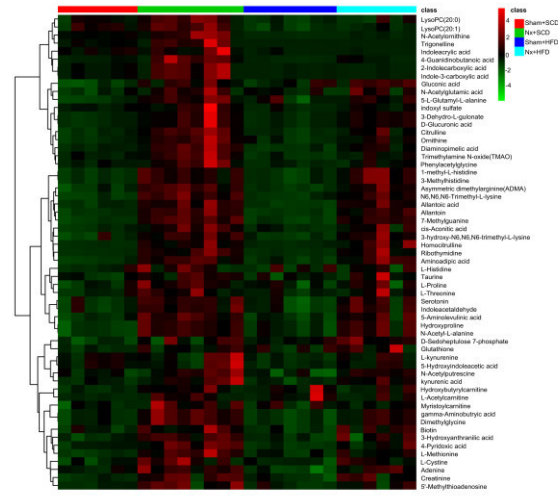 class
LysoPC(20:0)
LysoPC(20:1)
N-Acetylornithine
Trigonelline
Indoleacrylic acid
4-Guanidinobutanoic acid
2-Indolecarboxylic acid
Indole-3-carboxylic acid
Gluconic acid
N-Acetylglutamic acid
5-L-Glutamyl-L-alanine
indoxyl sulfate
3-Dehydro-L-gulonate
D-Glucuronic acid
Citrulline
Ornithine
Diaminopimelic acid
Trimethylamine N-oxide(TMAO)
Phenylacetylglycine
1-methyl-L-histidine
3-Methylhistidine
Asymmetric dimethylarginine(ADMA)
N6,N6,N6-Trimethyl-L-lysine
Allantoic acid
Allantoin
7-Methylguanine
cis-Aconitic acid
3-hydroxy-N6,N6,N6-trimethyl-L-lysine
Homocitrulline
Ribothymidine
Aminoadipic acid
L-Histidine
Taurine
L-Proline
L-Threonine
Serotonin
Indoleacetaldehyde
5-Aminolevulinic acid
Hydroxyproline
N-Acetyl-L-alanine
D-Sedoheptulose 7-phosphate
Glutathione
L-kynurenine
5-Hydroxyindoleacetic acid
N-Acetylputrescine
kynurenic acid
Hydroxybutyrylcarnitine
L-Acetylcarnitine
Myristoylcarnitine
gamma-Aminobutyic acid
Dimethylglycine
Biotin
3-Hydroxyanthranilic acid
4-Pyridoxic acid
L-Methionine
L-Cystine
Adenine
Creatinine
5'-Methylthioadenosine
4
2
0
-2
-4
class
Sham+SCD
Nx+SCD
Sham+HFD
Nx+HFD